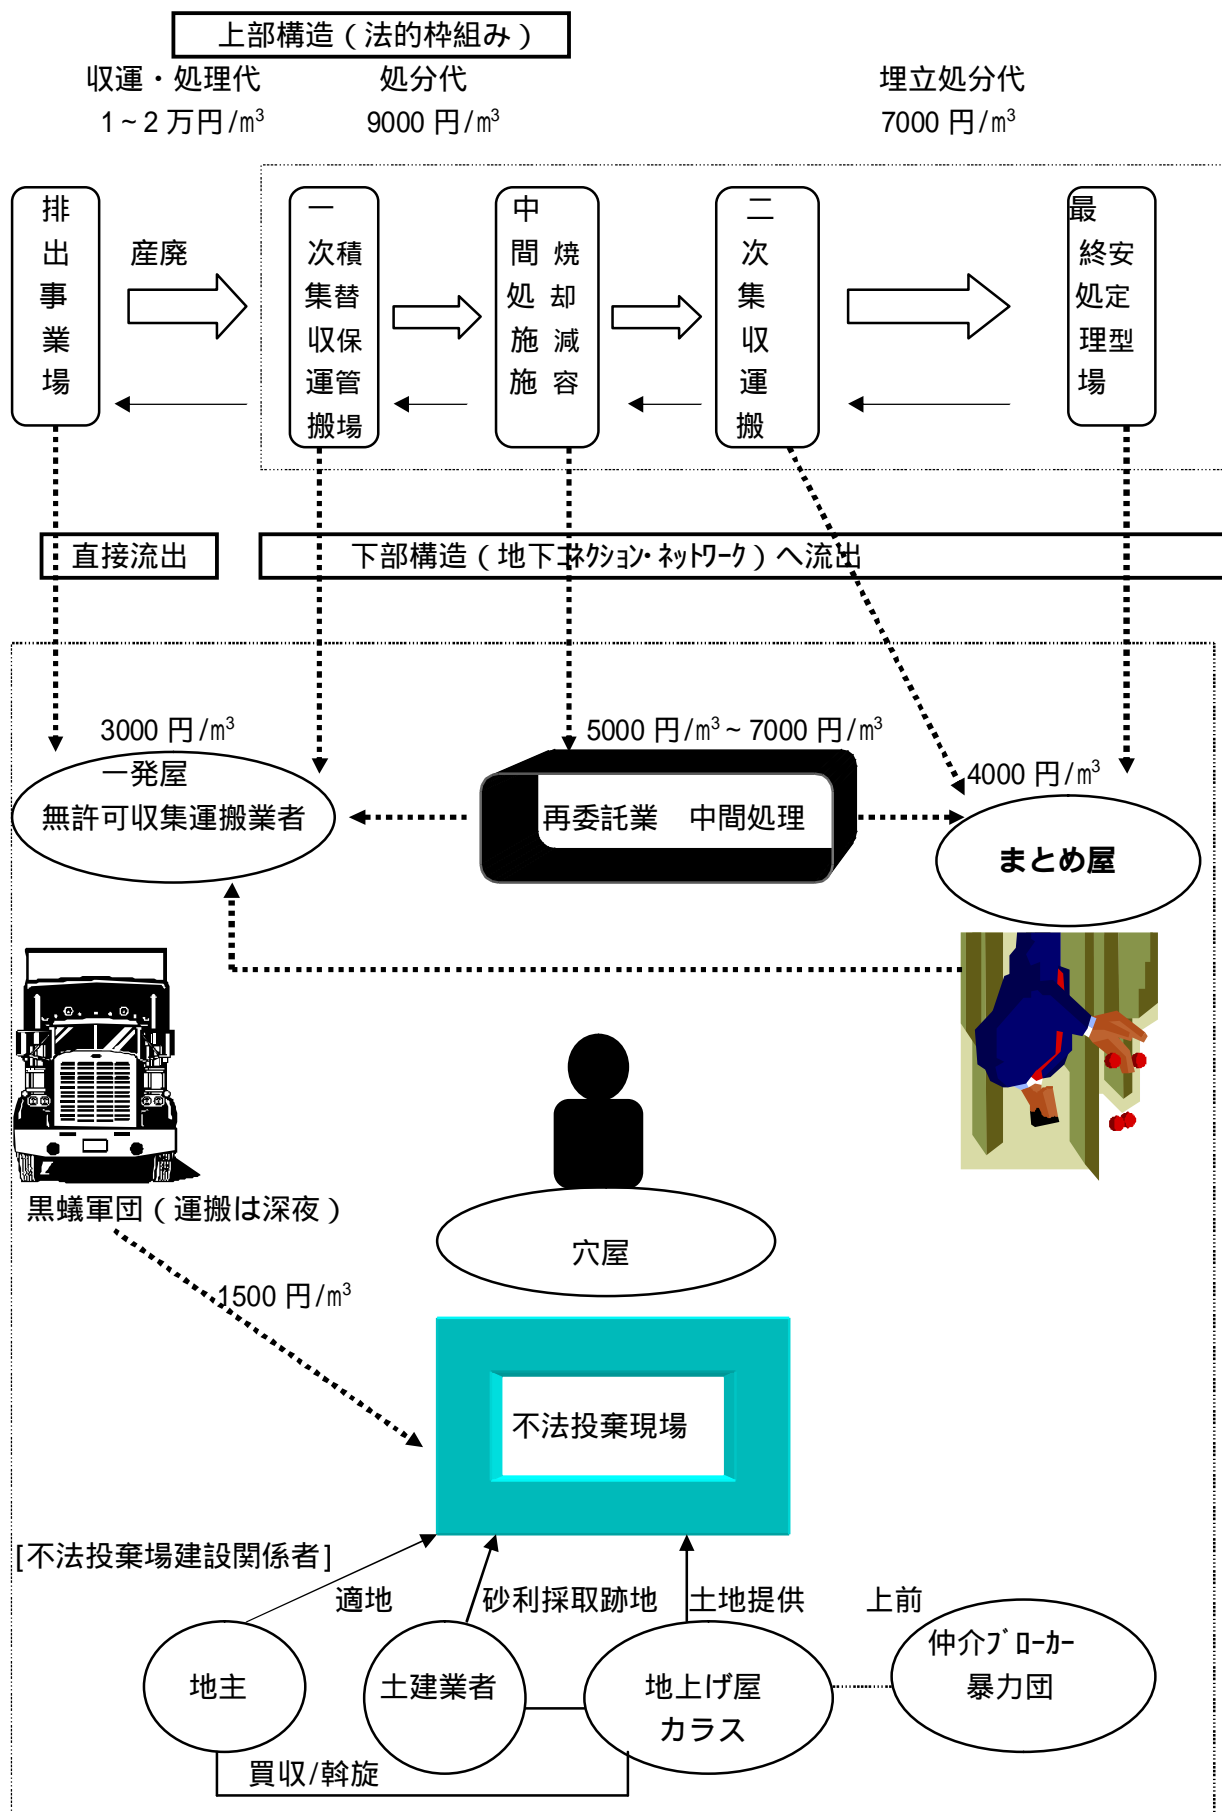 上部構造（法的枠組み）
収運・処理代
処分代
埋立処分代
1～2万円/m³
9000円/m³
7000円/m³
排出事業場
産廃
一次集収運搬
積替保管場
中間処施施
焼却減容
二次集収運搬
最終処理場
安定型
直接流出
下部構造（地下ｺﾈｸｼｮﾝ･ﾈｯﾄﾜｰｸ）へ流出
3000円/m³
5000円/m³～7000円/m³
4000円/m³
一発屋
無許可収集運搬業者
再委託業　中間処理
まとめ屋
黒蟻軍団（運搬は深夜）
穴屋
1500円/m³
不法投棄現場
[不法投棄場建設関係者]
適地
砂利採取跡地
土地提供
上前
地主
土建業者
地上げ屋
カラス
仲介ﾌﾞﾛｰｶｰ
暴力団
買収/斡旋